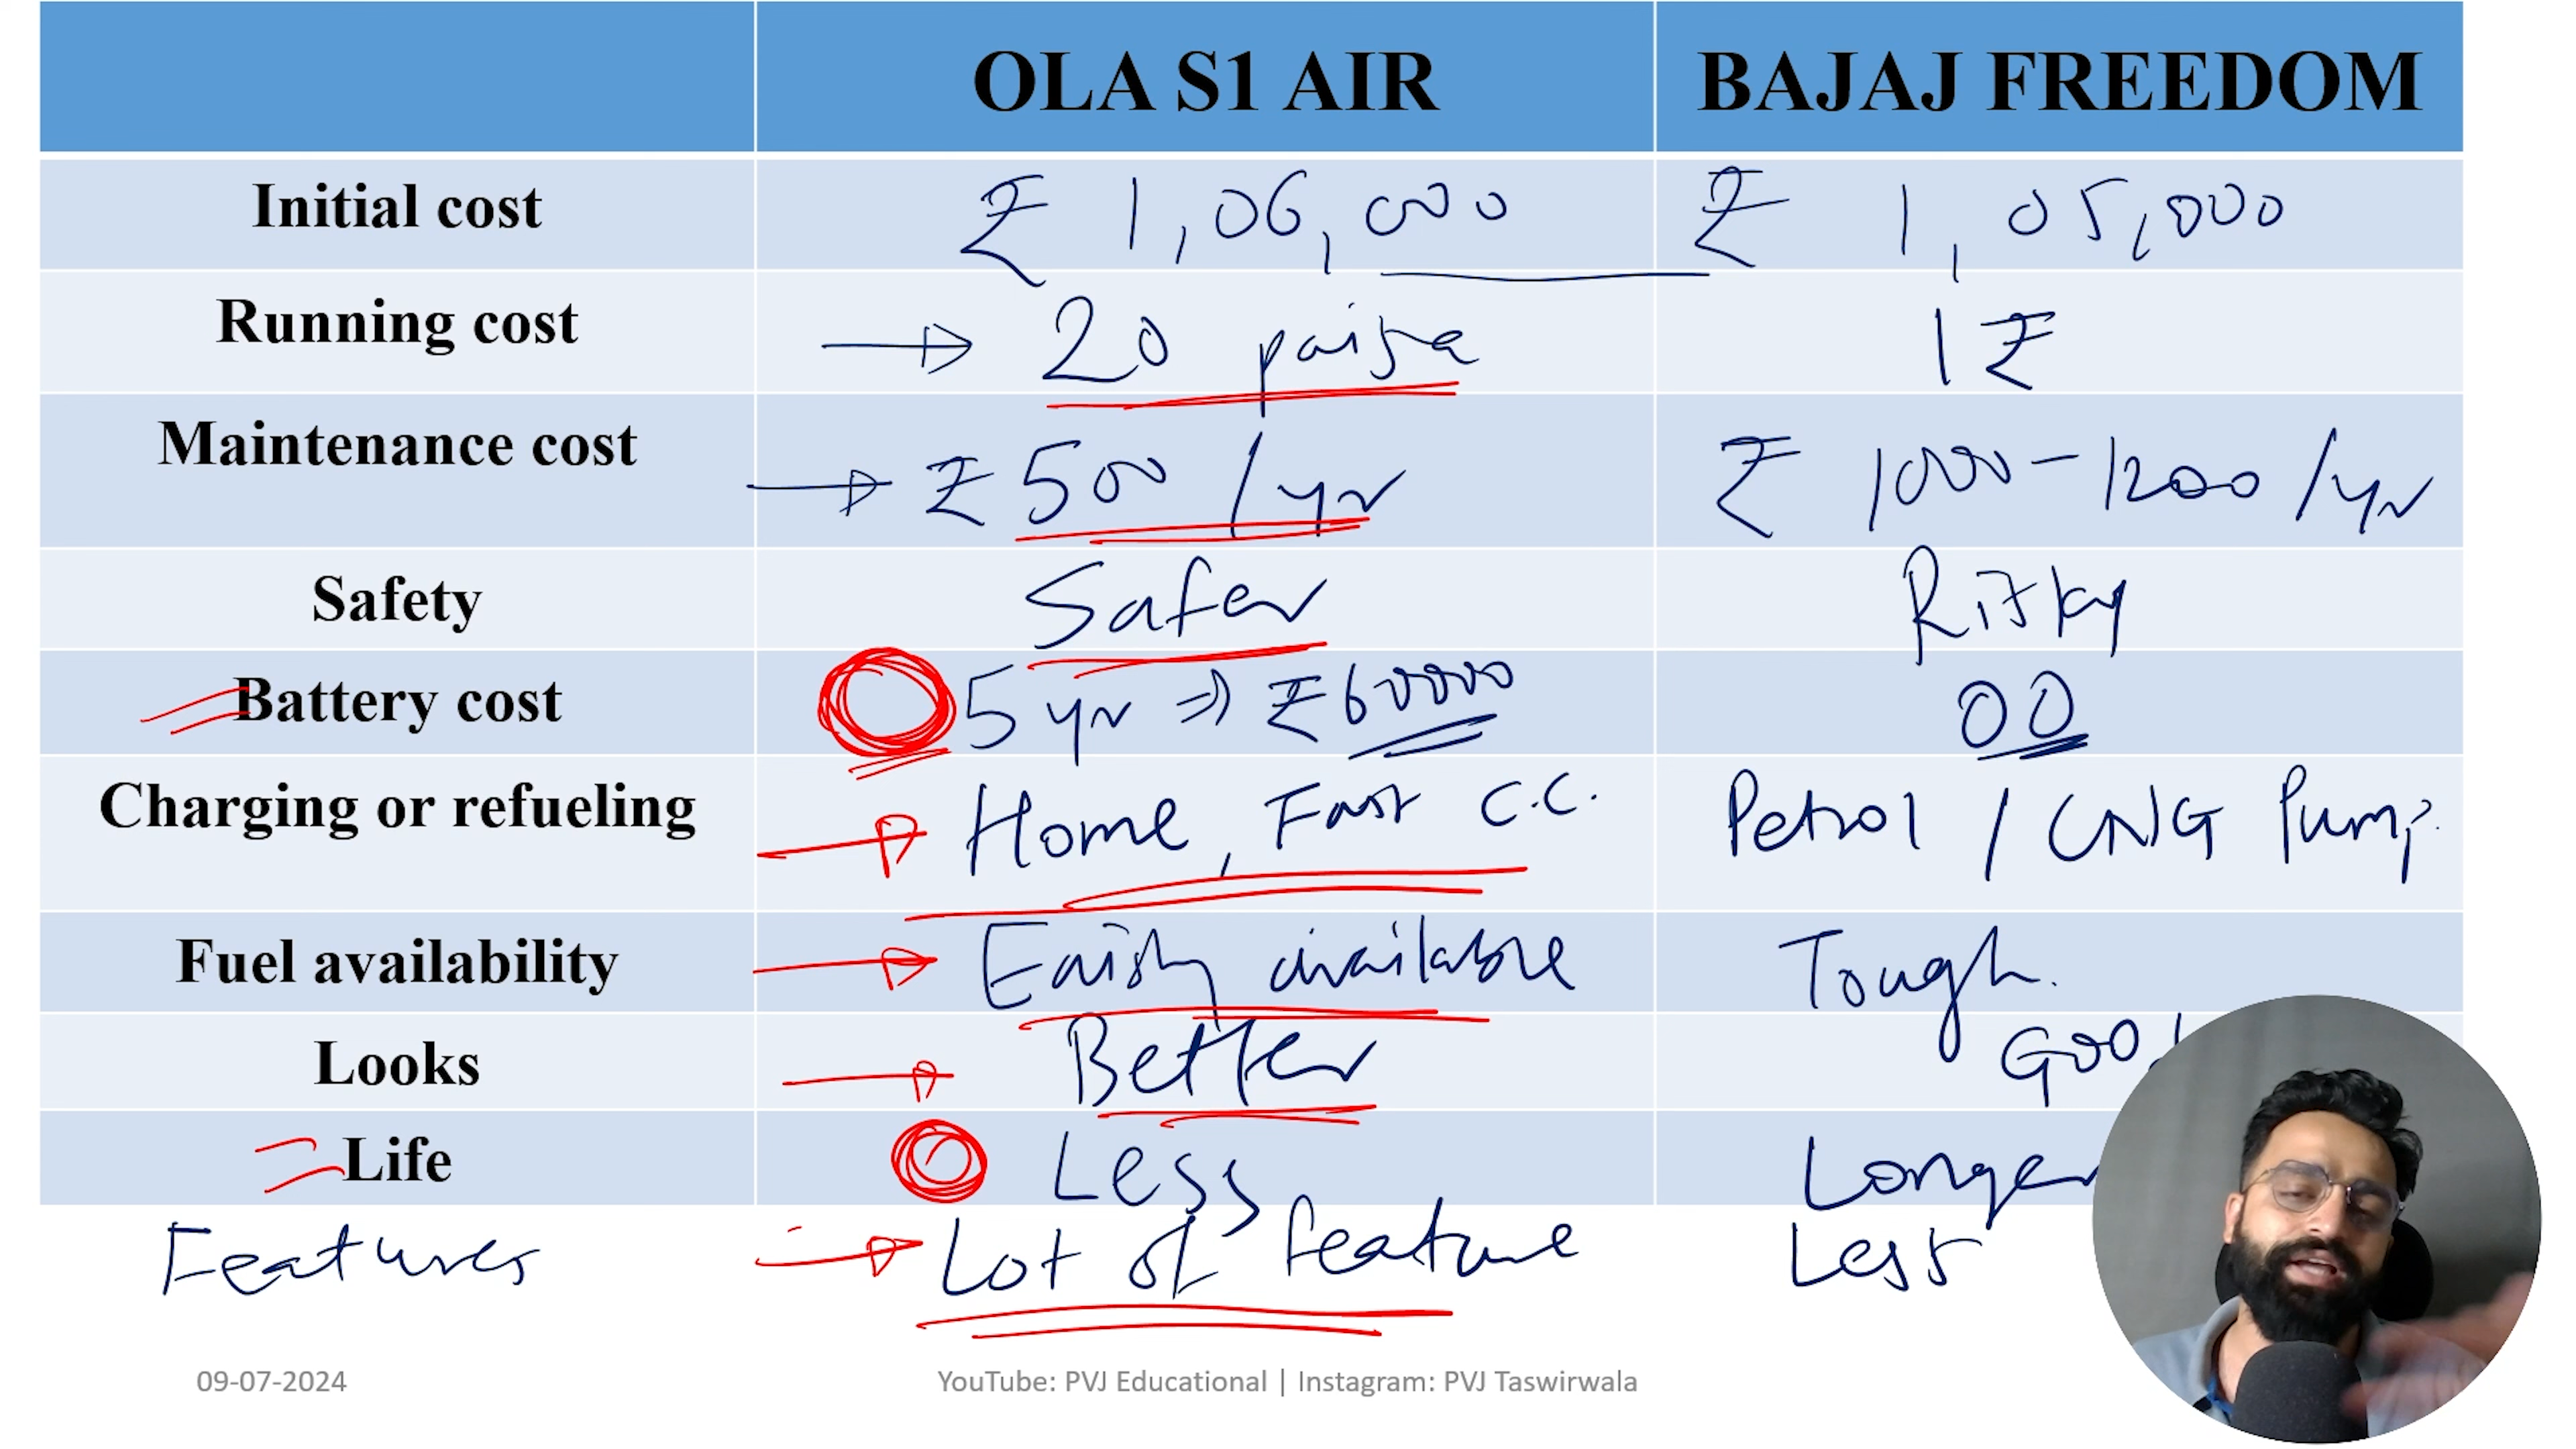 OLA S1 AIR BAJAJ FREEDOM
Initial cost ₹ 1,06,000 ₹ 1,05,000
Running cost 20 paisa 1₹
Maintenance cost ₹ 500 / yr ₹ 1000-1200 / yr
Safety Safer Risky
Battery cost 5 yr ⇒ ₹60000 00
Charging or refueling Home, Fast C.C. Petrol / CNG Pump.
Fuel availability Easily available Tough.
Looks Better Good
Life Less Longer
Features Lot of feature Less
09-07-2024 YouTube: PVJ Educational | Instagram: PVJ Taswirwala